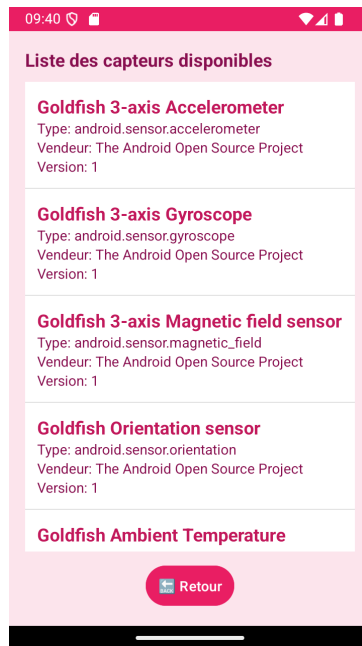 09:40
Liste des capteurs disponibles
Goldfish 3-axis Accelerometer
Type: android.sensor.accelerometer
Vendeur: The Android Open Source Project
Version: 1
Goldfish 3-axis Gyroscope
Type: android.sensor.gyroscope
Vendeur: The Android Open Source Project
Version: 1
Goldfish 3-axis Magnetic field sensor
Type: android.sensor.magnetic_field
Vendeur: The Android Open Source Project
Version: 1
Goldfish Orientation sensor
Type: android.sensor.orientation
Vendeur: The Android Open Source Project
Version: 1
Goldfish Ambient Temperature
🔙 Retour